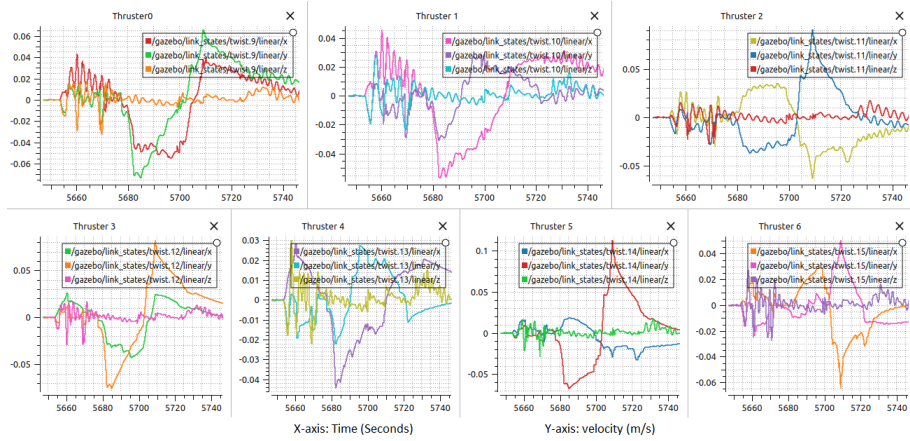 Thruster0
Thruster 1
Thruster 2
/gazebo/link_states/twist.9/linear/x
/gazebo/link_states/twist.9/linear/y
/gazebo/link_states/twist.9/linear/z
0.06
0.04
0.02
0
-0.02
-0.04
-0.06
5660
5680
5700
5720
5740
/gazebo/link_states/twist.10/linear/x
/gazebo/link_states/twist.10/linear/y
/gazebo/link_states/twist.10/linear/z
0.04
0.02
0
-0.02
-0.04
5660
5680
5700
5720
5740
/gazebo/link_states/twist.11/linear/x
/gazebo/link_states/twist.11/linear/y
/gazebo/link_states/twist.11/linear/z
0.05
0
-0.05
5660
5680
5700
5720
5740
Thruster 3
Thruster 4
Thruster 5
Thruster 6
/gazebo/link_states/twist.12/linear/x
/gazebo/link_states/twist.12/linear/y
/gazebo/link_states/twist.12/linear/z
0.05
0
-0.05
5660
5680
5700
5720
5740
/gazebo/link_states/twist.13/linear/x
/gazebo/link_states/twist.13/linear/y
/gazebo/link_states/twist.13/linear/z
0.03
0.02
0.01
0
-0.01
-0.02
-0.03
-0.04
5660
5680
5700
5720
5740
/gazebo/link_states/twist.14/linear/x
/gazebo/link_states/twist.14/linear/y
/gazebo/link_states/twist.14/linear/z
0.1
0.05
0
-0.05
5660
5680
5700
5720
5740
/gazebo/link_states/twist.15/linear/x
/gazebo/link_states/twist.15/linear/y
/gazebo/link_states/twist.15/linear/z
0.04
0.02
0
-0.02
-0.04
-0.06
5660
5680
5700
5720
5740
X-axis: Time (Seconds)
Y-axis: velocity (m/s)